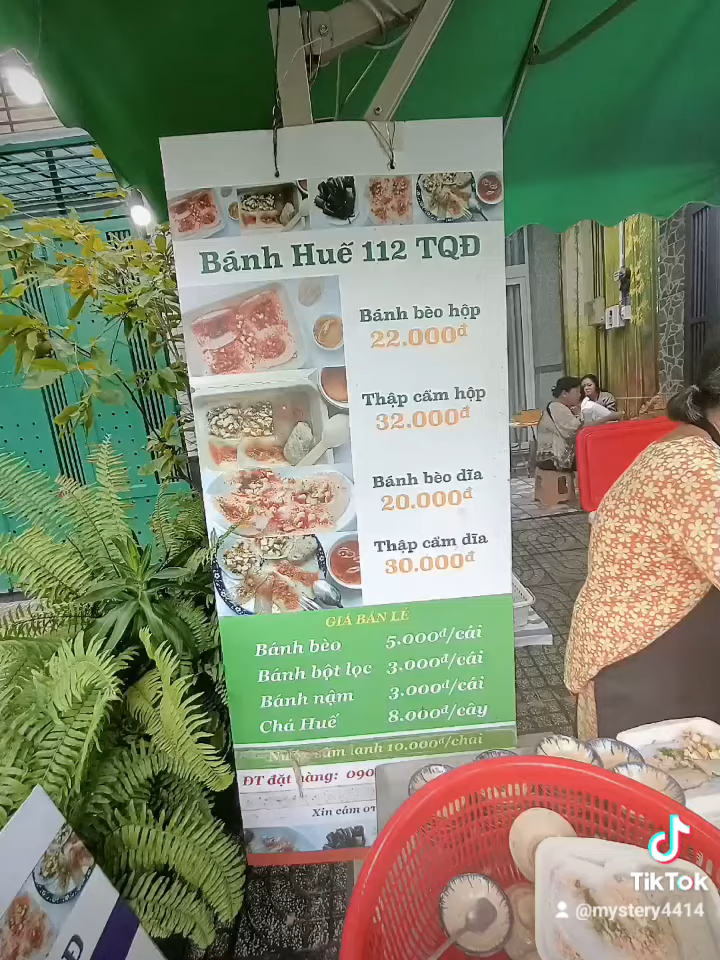 Bánh Huế 112 TQĐ
Bánh bèo hộp
22.000đ
Thập cẩm hộp
32.000đ
Bánh bèo dĩa
20.000đ
Thập cẩm dĩa
30.000đ
GIÁ BÁN LẺ
Bánh bèo 5.000đ/cái
Bánh bột lọc 3.000đ/cái
Bánh nậm 3.000đ/cái
Chả Huế 8.000đ/cây
Nước sâm lạnh 10.000đ/chai
ĐT đặt hàng: 090
Xin cảm ơ
TikTok
@mystery4414